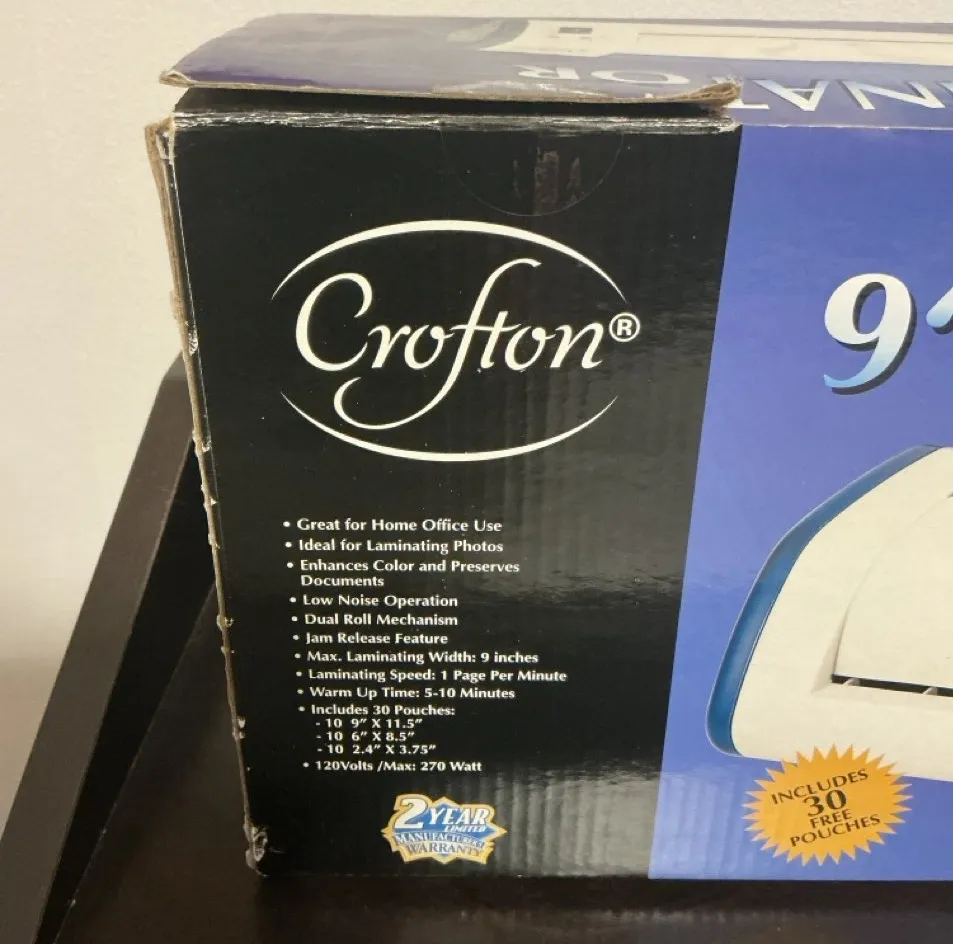 Crofton®
9"
• Great for Home Office Use
• Ideal for Laminating Photos
• Enhances Color and Preserves
Documents
• Low Noise Operation
• Dual Roll Mechanism
• Jam Release Feature
• Max. Laminating Width: 9 inches
• Laminating Speed: 1 Page Per Minute
• Warm Up Time: 5-10 Minutes
• Includes 30 Pouches:
- 10 9” X 11.5”
- 10 6” X 8.5”
- 10 2.4” X 3.75”
• 120Volts /Max: 270 Watt
2 YEAR
LIMITED
MANUFACTURER'S
WARRANTY
INCLUDES
30
FREE
POUCHES